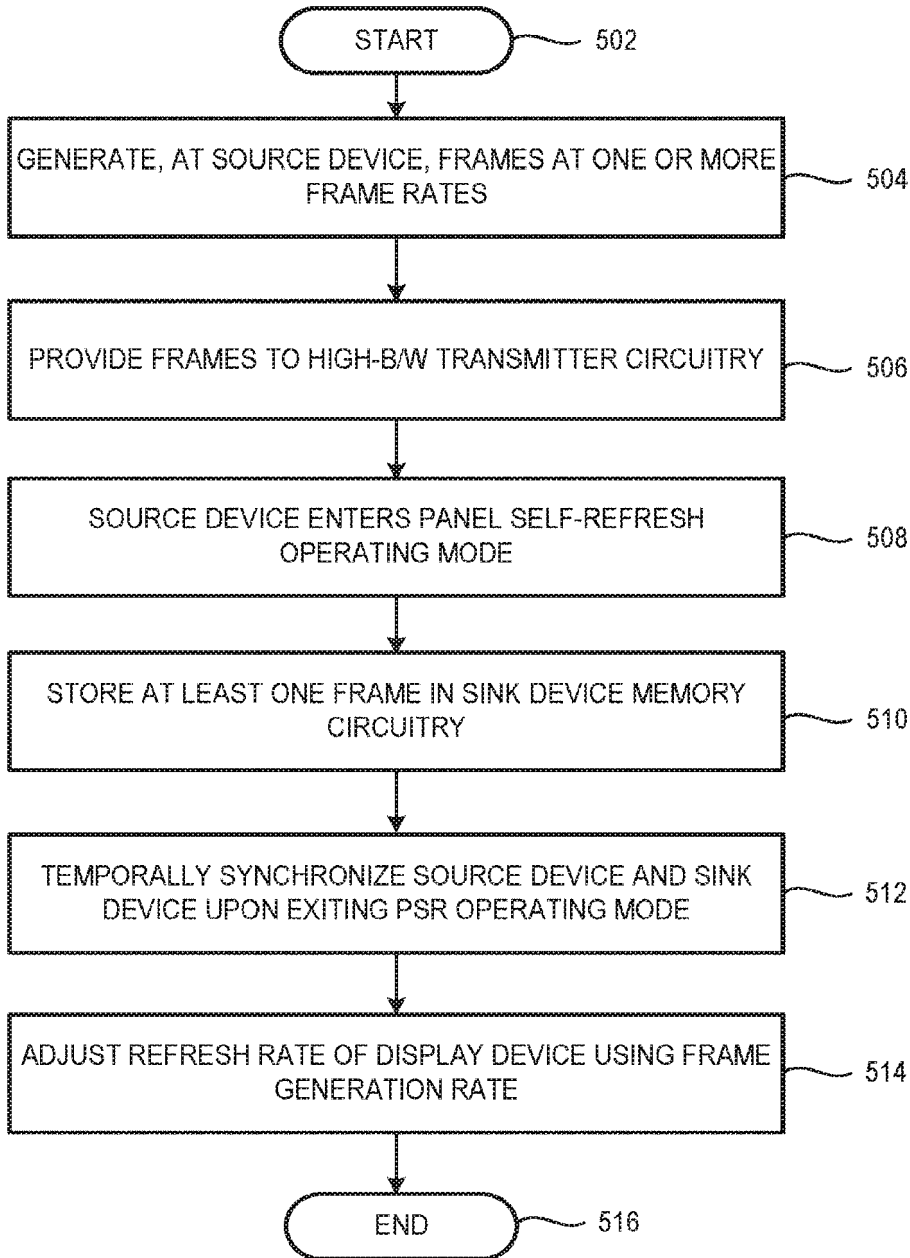 START
502
GENERATE, AT SOURCE DEVICE, FRAMES AT ONE OR MORE
FRAME RATES
504
PROVIDE FRAMES TO HIGH-B/W TRANSMITTER CIRCUITRY
506
SOURCE DEVICE ENTERS PANEL SELF-REFRESH
OPERATING MODE
508
STORE AT LEAST ONE FRAME IN SINK DEVICE MEMORY
CIRCUITRY
510
TEMPORALLY SYNCHRONIZE SOURCE DEVICE AND SINK
DEVICE UPON EXITING PSR OPERATING MODE
512
ADJUST REFRESH RATE OF DISPLAY DEVICE USING FRAME
GENERATION RATE
514
END
516